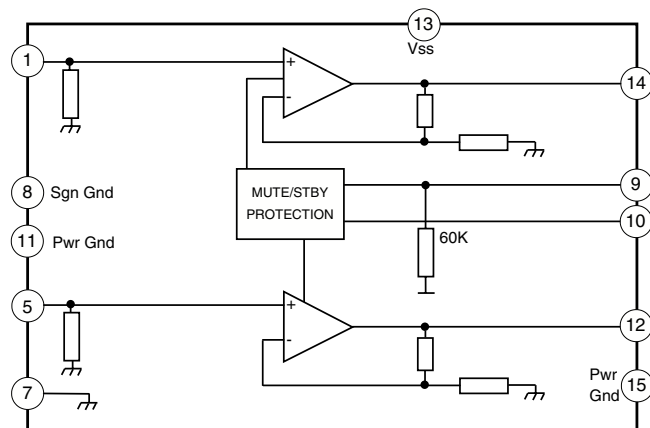 13
Vss
1
+
-
14
8
Sgn Gnd
MUTE/STBY
PROTECTION
9
10
11
Pwr Gnd
60K
5
+
-
12
7
Pwr
Gnd
15